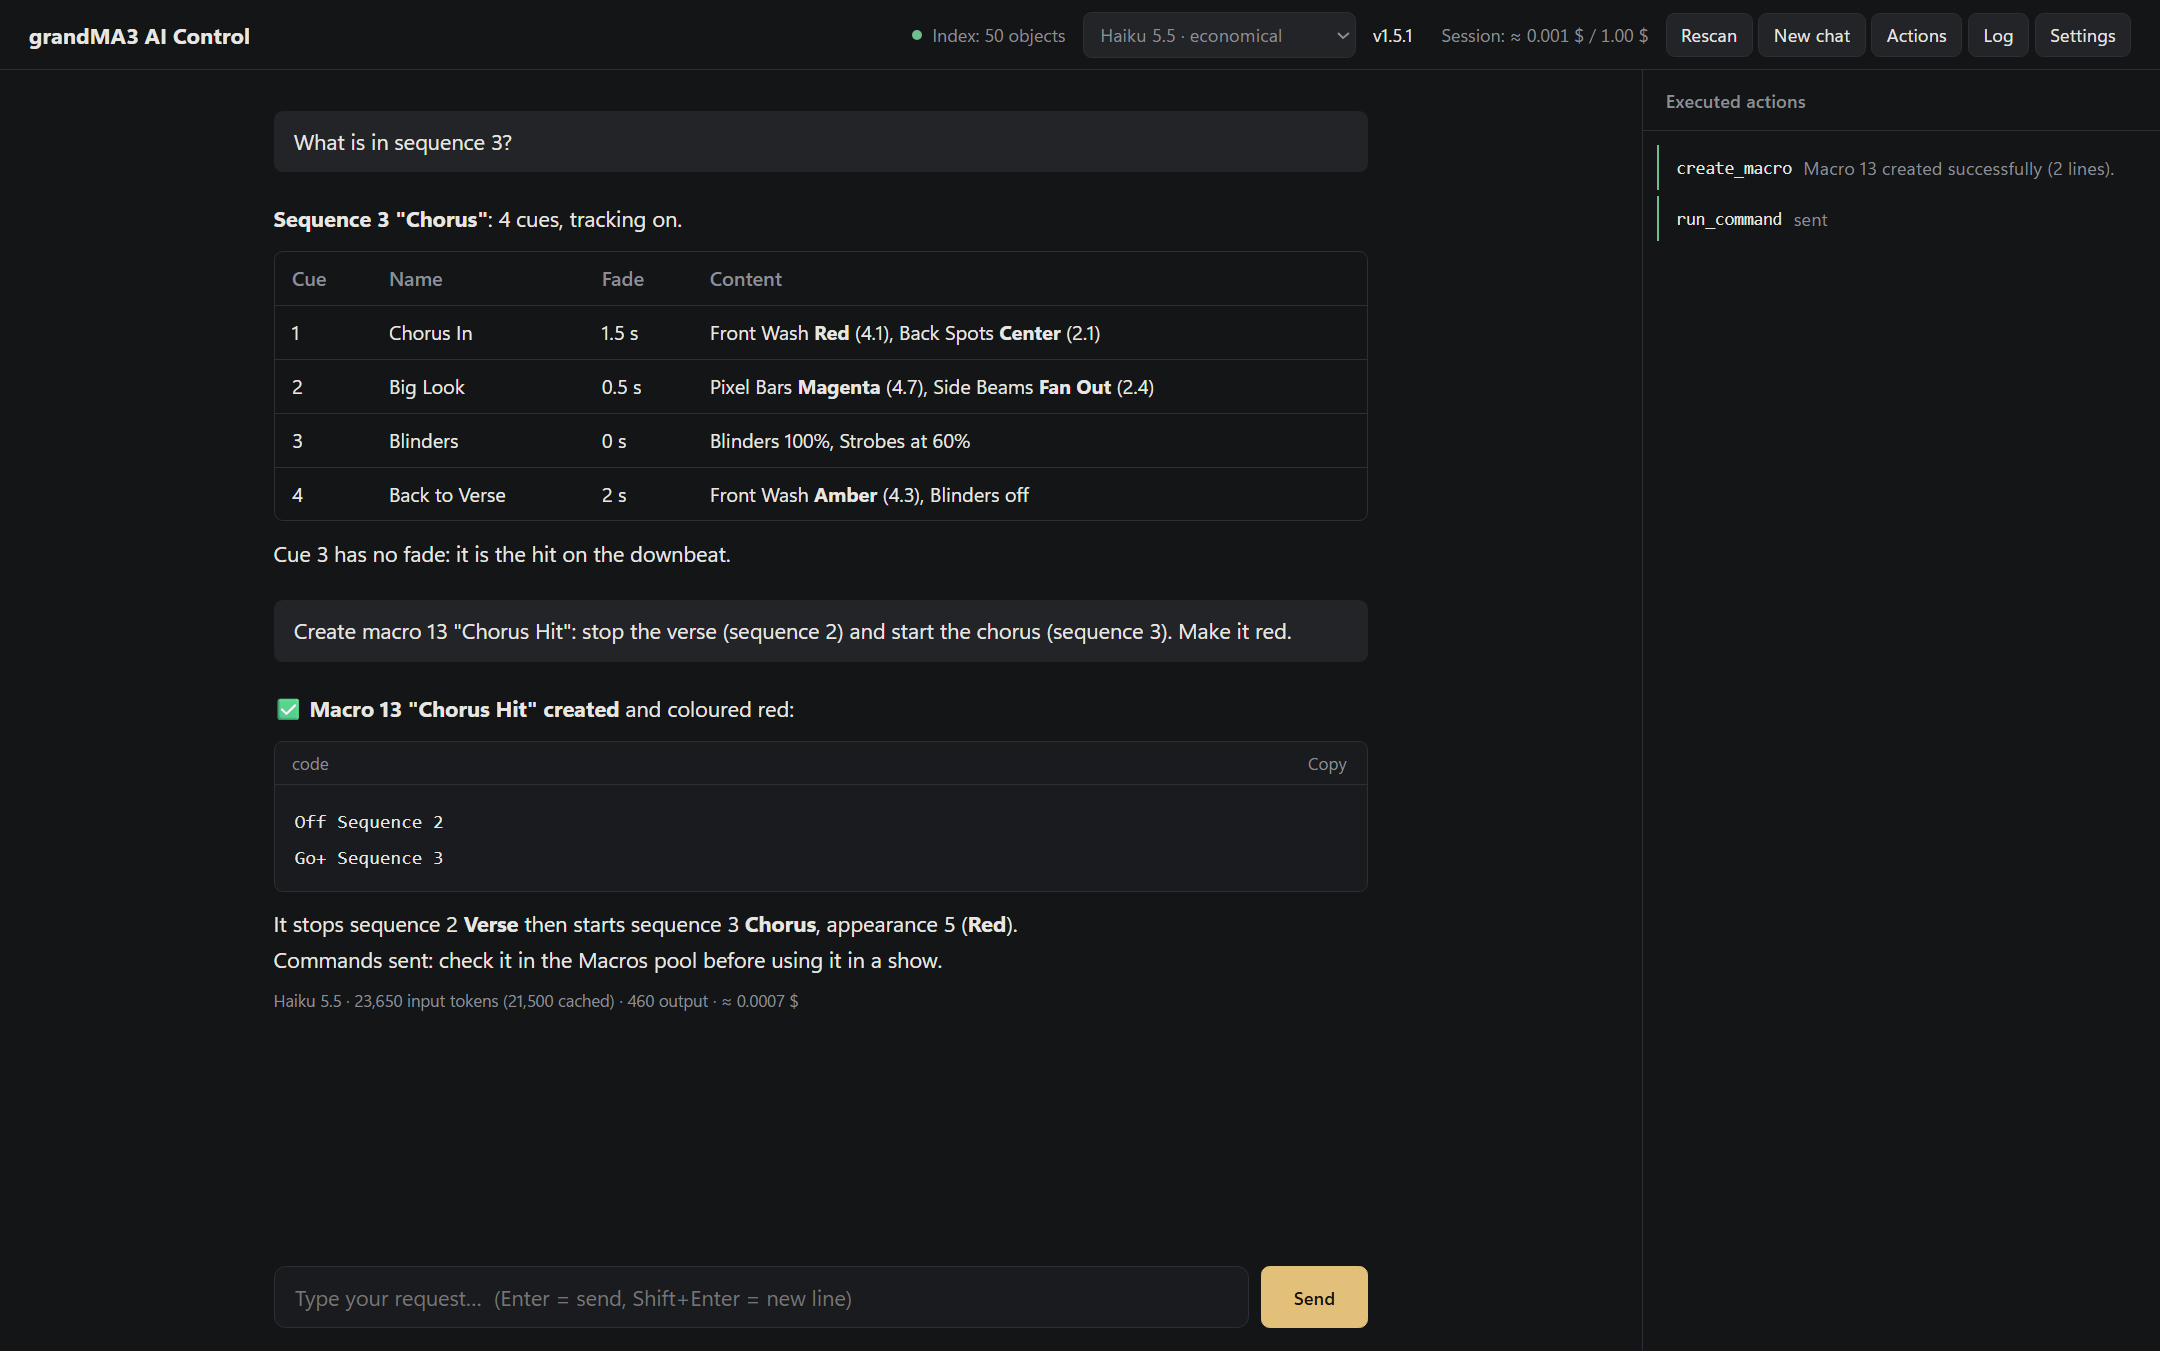 grandMA3 AI Control
Index: 50 objects
Haiku 5.5 · economical
v1.5.1
Session: ≈ 0.001 $ / 1.00 $
Rescan
New chat
Actions
Log
Settings
What is in sequence 3?
Sequence 3 "Chorus": 4 cues, tracking on.
Cue Name Fade Content
1 Chorus In 1.5 s Front Wash Red (4.1), Back Spots Center (2.1)
2 Big Look 0.5 s Pixel Bars Magenta (4.7), Side Beams Fan Out (2.4)
3 Blinders 0 s Blinders 100%, Strobes at 60%
4 Back to Verse 2 s Front Wash Amber (4.3), Blinders off
Cue 3 has no fade: it is the hit on the downbeat.
Create macro 13 "Chorus Hit": stop the verse (sequence 2) and start the chorus (sequence 3). Make it red.
✅ Macro 13 "Chorus Hit" created and coloured red:
code
Copy
Off Sequence 2
Go+ Sequence 3
It stops sequence 2 Verse then starts sequence 3 Chorus, appearance 5 (Red).
Commands sent: check it in the Macros pool before using it in a show.
Haiku 5.5 · 23,650 input tokens (21,500 cached) · 460 output · ≈ 0.0007 $
Type your request... (Enter = send, Shift+Enter = new line)
Send
Executed actions
create_macro Macro 13 created successfully (2 lines).
run_command sent